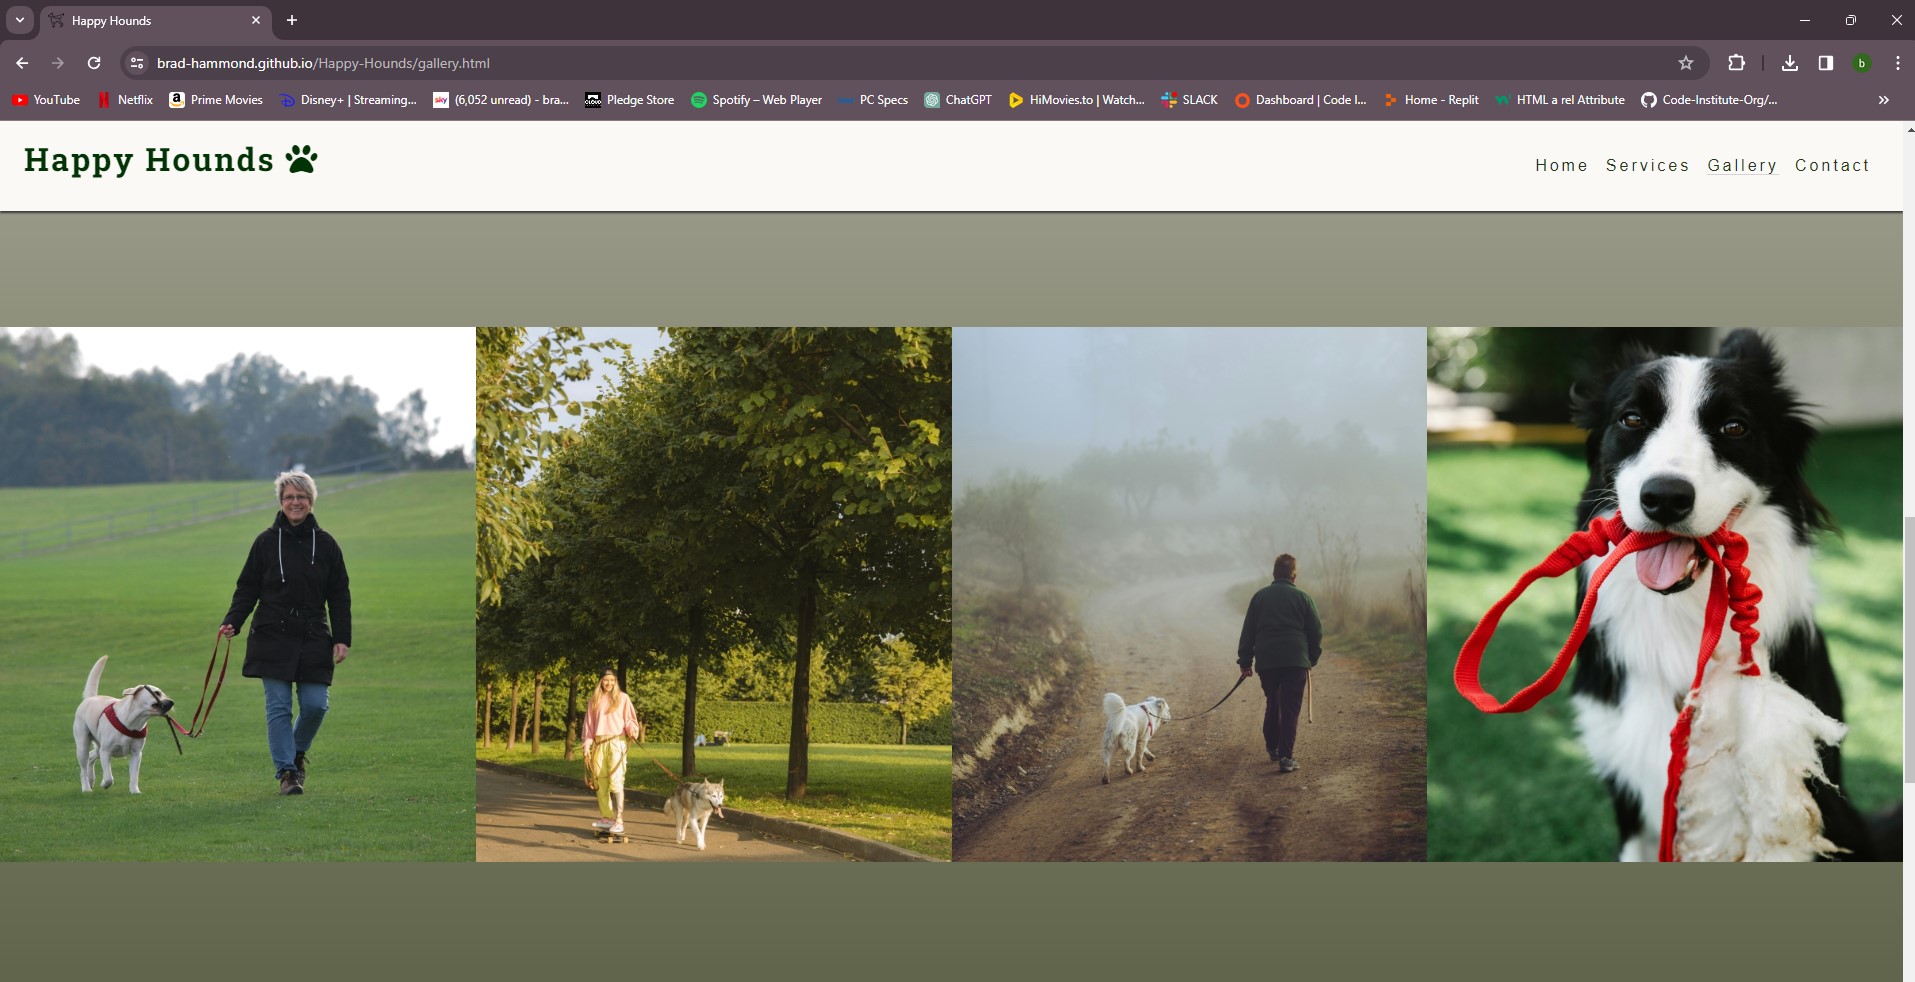 Happy Hounds
brad-hammond.github.io/Happy-Hounds/gallery.html
b
YouTube Netflix Prime Movies Disney+ | Streaming... sky (6,052 unread) - bra... Pledge Store Spotify – Web Player PC Specs ChatGPT HiMovies.to | Watch... SLACK Dashboard | Code I... Home - Replit HTML a rel Attribute Code-Institute-Org/...
Happy Hounds
Home Services Gallery Contact